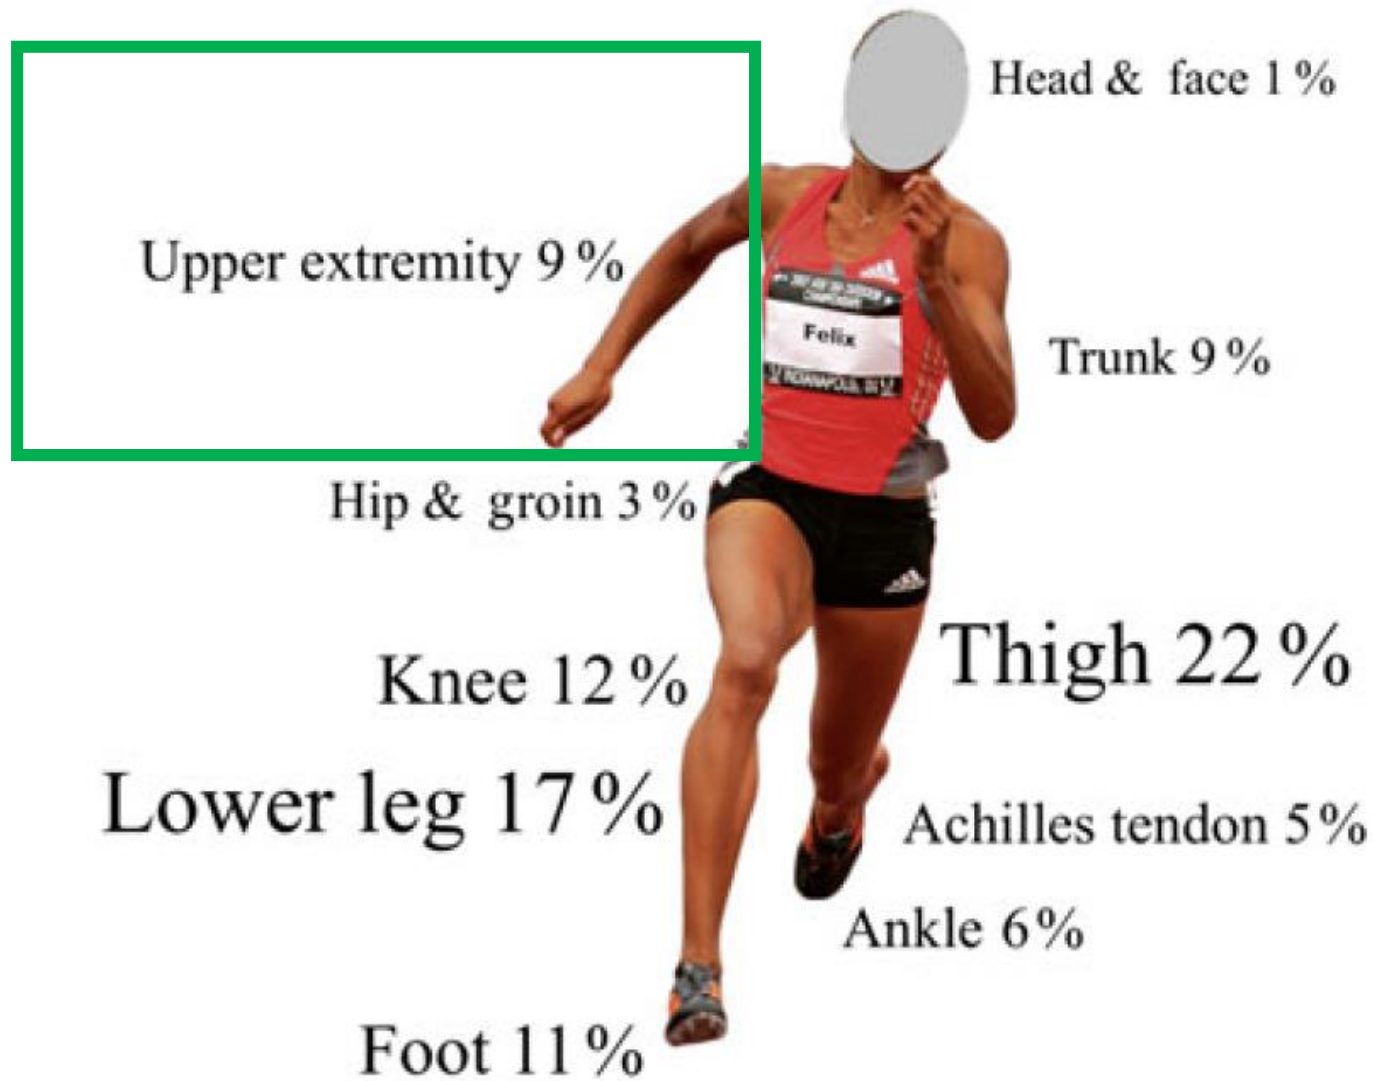 Head & face 1 %
Upper extremity 9 %
Felix
Trunk 9 %
Hip & groin 3 %
Thigh 22 %
Knee 12 %
Lower leg 17 %
Achilles tendon 5 %
Ankle 6 %
Foot 11 %